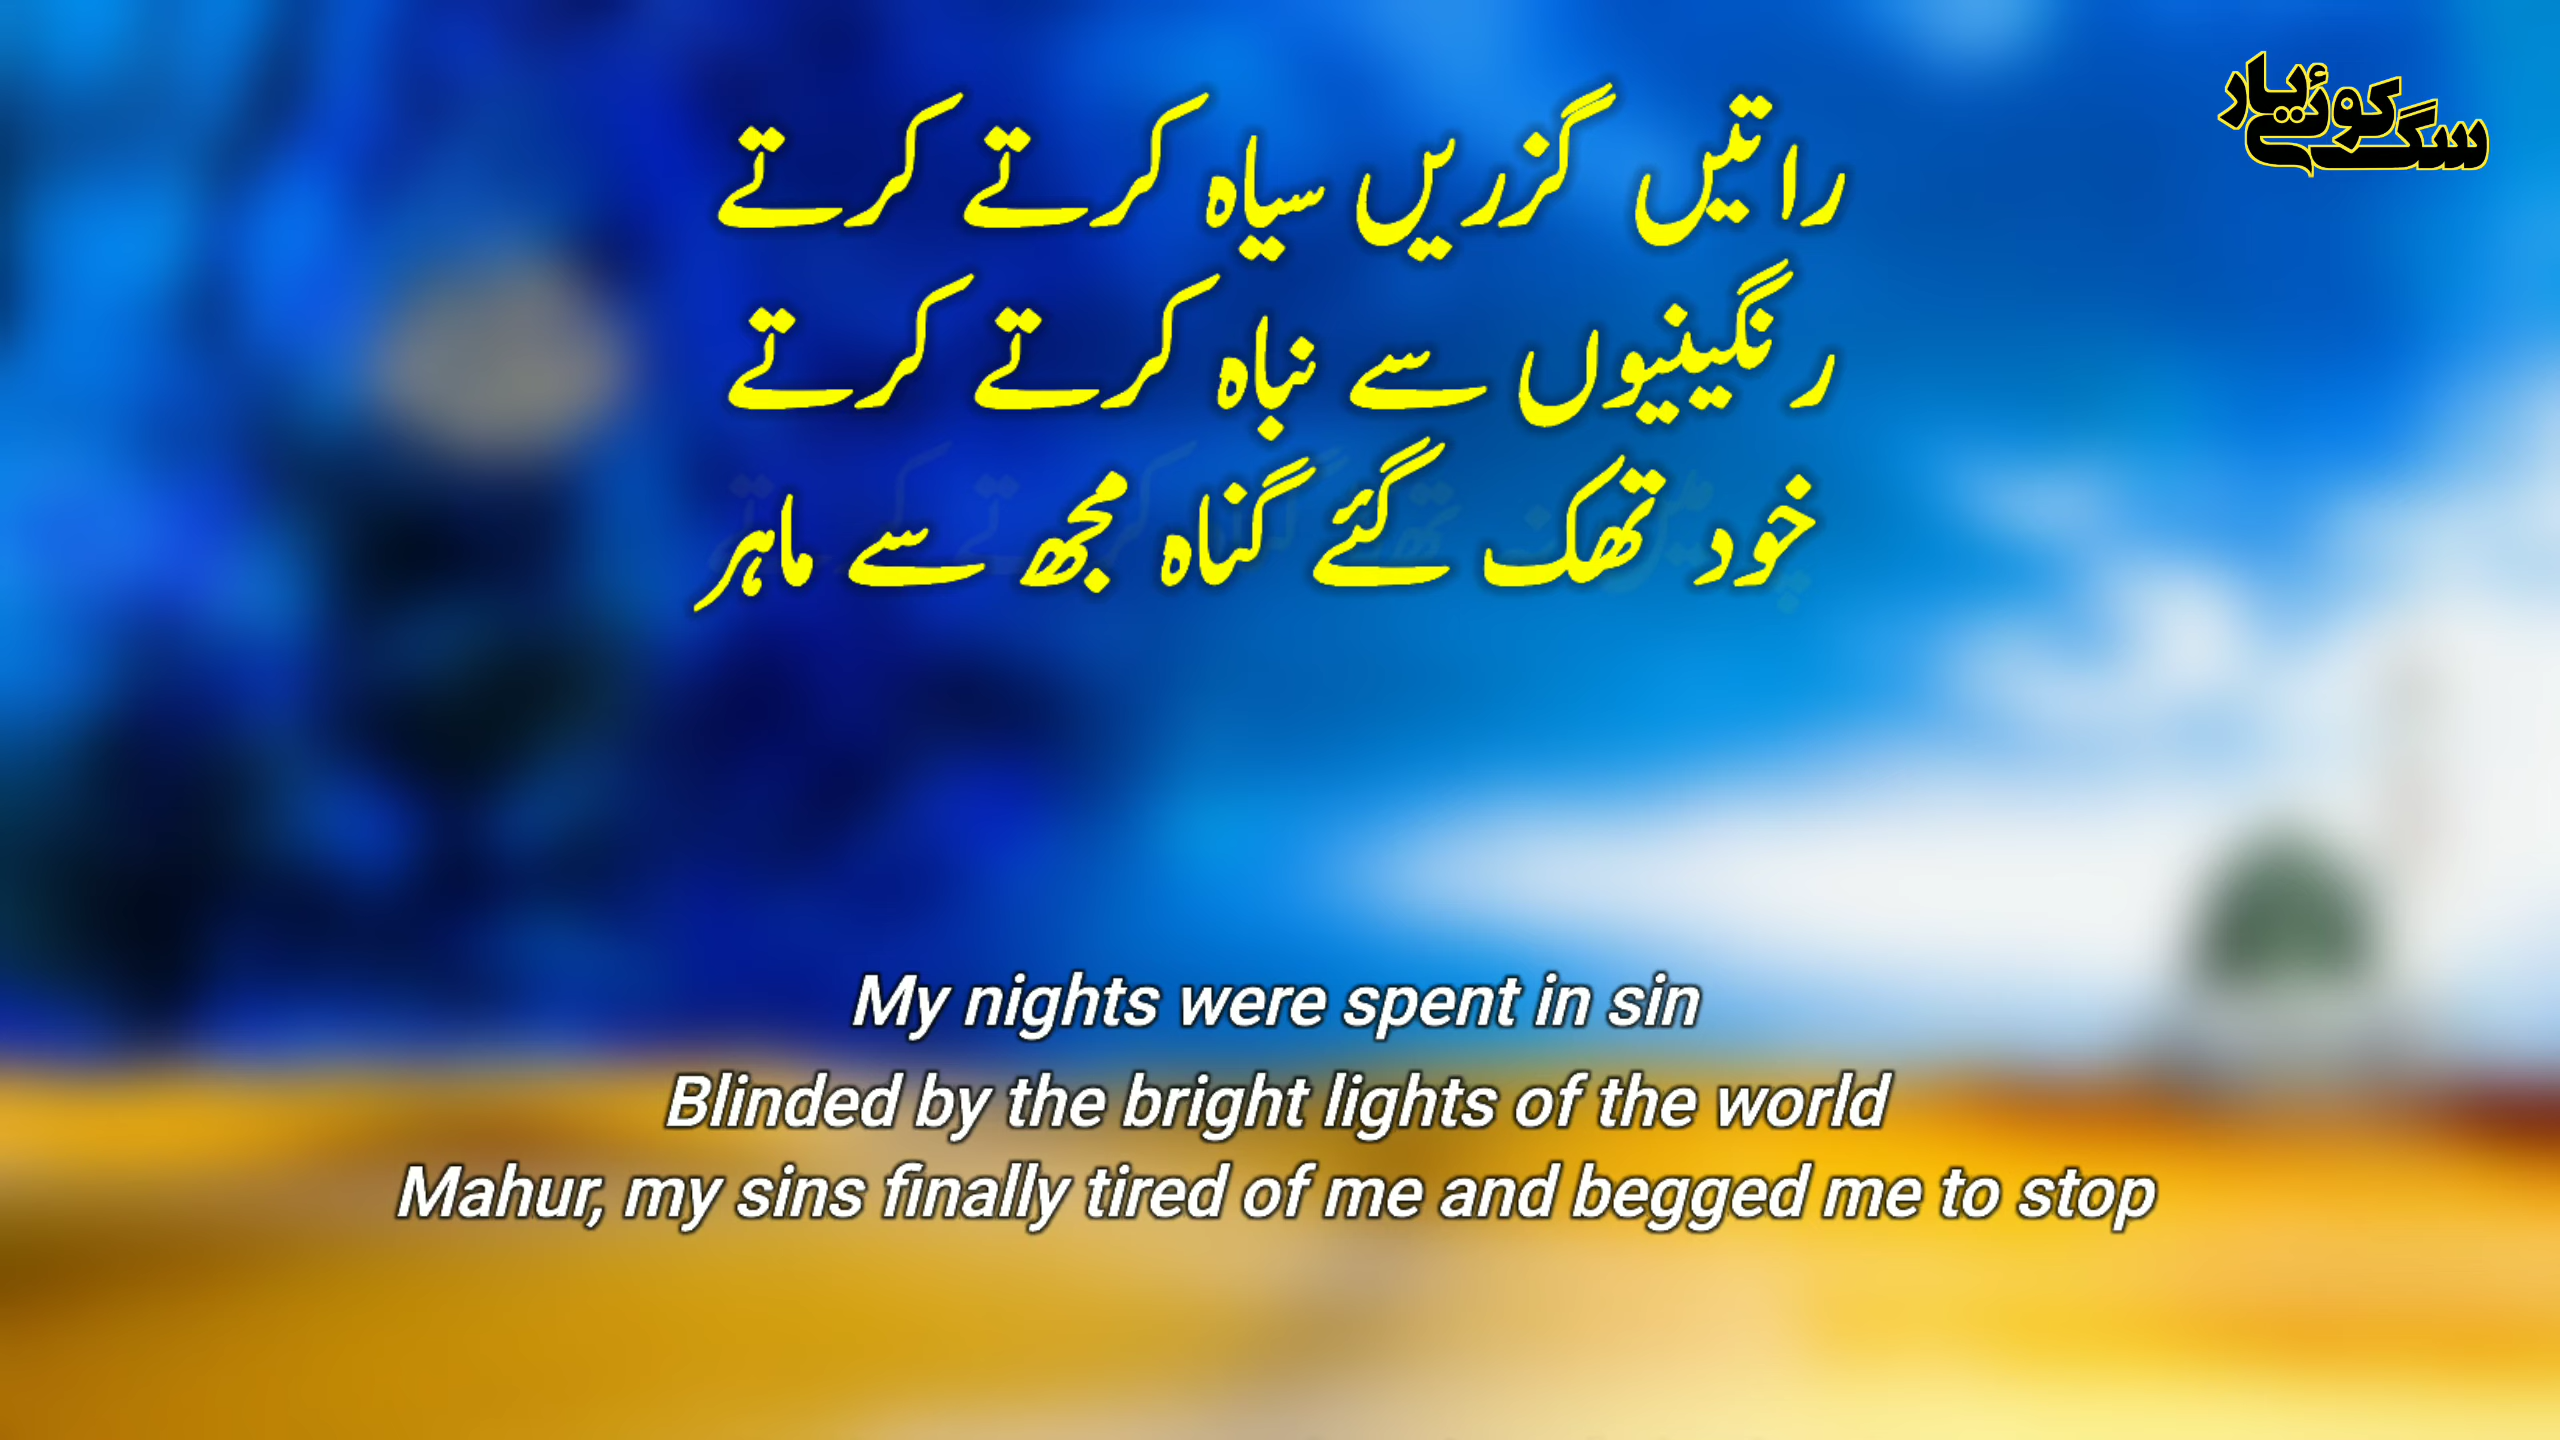 سگ کوئے یار
راتیں گزریں سیاہ کرتے کرتے
رنگینیوں سے نباہ کرتے کرتے
خود تھک گئے گناہ مجھ سے ماہر
My nights were spent in sin
Blinded by the bright lights of the world
Mahur, my sins finally tired of me and begged me to stop